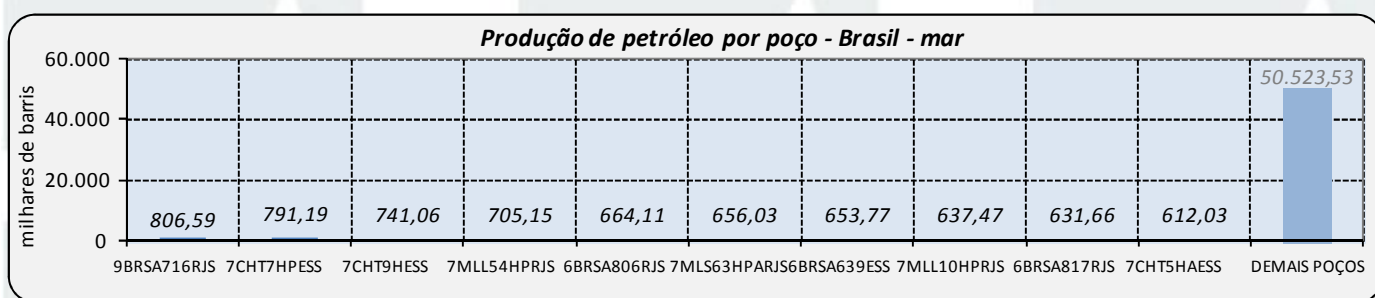 Produção de petróleo por poço - Brasil - mar
milhares de barris
60.000
40.000
20.000
0
806,59 791,19 741,06 705,15 664,11 656,03 653,77 637,47 631,66 612,03 50.523,53
9BRSA716RJS 7CHT7HPESS 7CHT9HESS 7MLL54HPRJS 6BRSA806RJS 7MLS63HPARJS 6BRSA639ESS 7MLL10HPRJS 6BRSA817RJS 7CHT5HAESS DEMAIS POÇOS